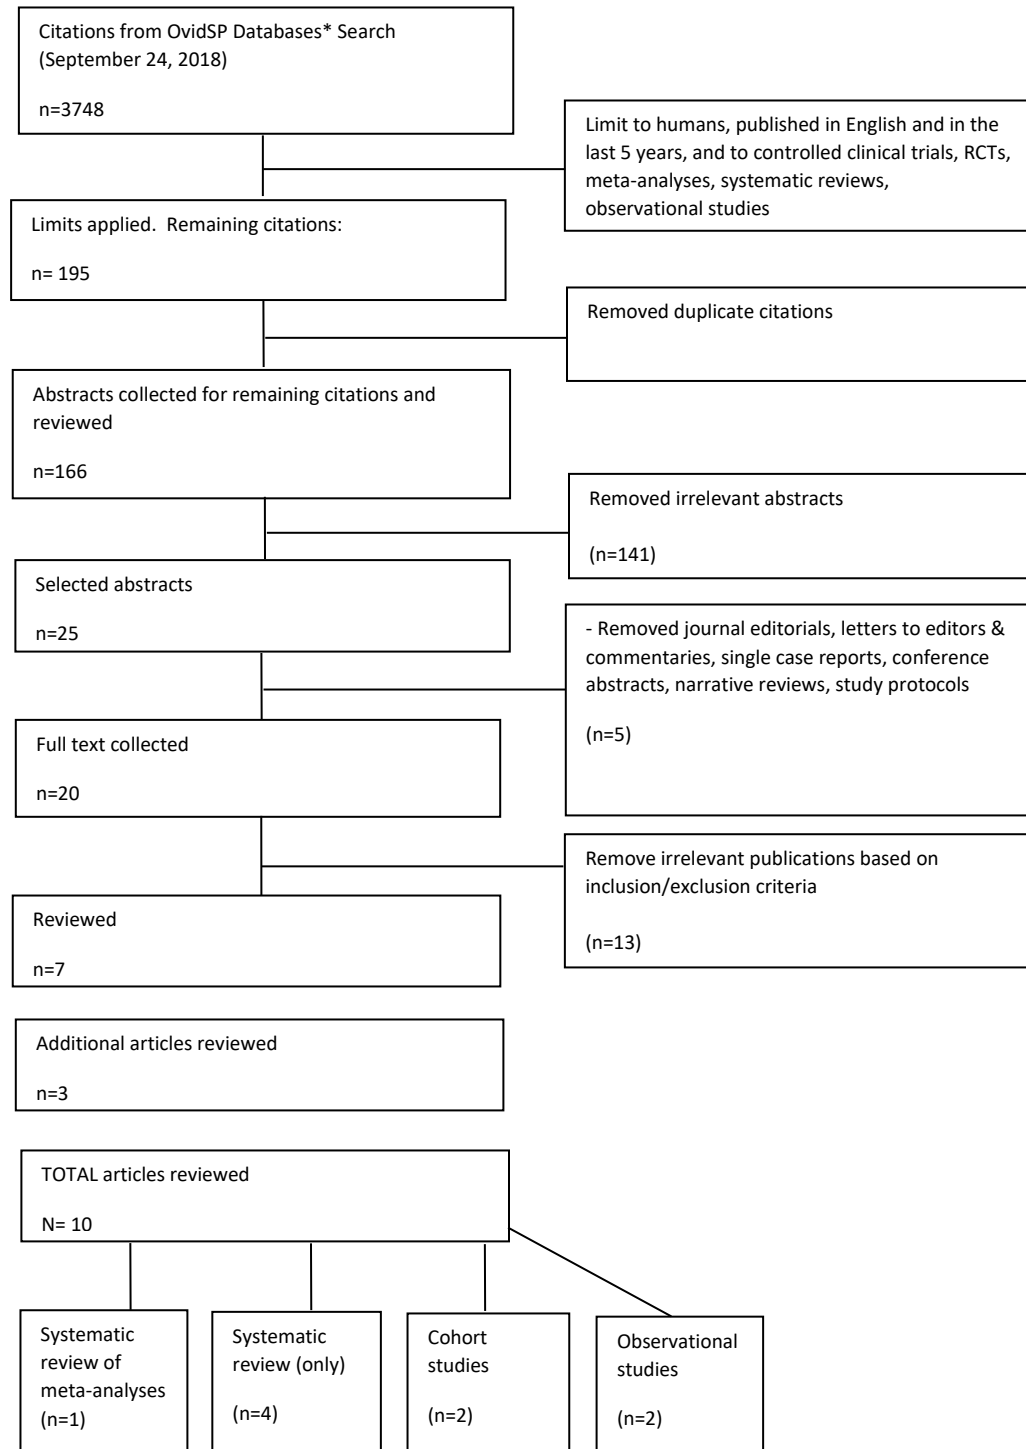 Citations from OvidSP Databases* Search
(September 24, 2018)
n=3748
Limit to humans, published in English and in the
last 5 years, and to controlled clinical trials, RCTs,
meta-analyses, systematic reviews,
observational studies
Limits applied.  Remaining citations:
n= 195
Removed duplicate citations
Abstracts collected for remaining citations and
reviewed
n=166
Removed irrelevant abstracts
(n=141)
Selected abstracts
n=25
- Removed journal editorials, letters to editors &
commentaries, single case reports, conference
abstracts, narrative reviews, study protocols
(n=5)
Full text collected
n=20
Remove irrelevant publications based on
inclusion/exclusion criteria
(n=13)
Reviewed
n=7
Additional articles reviewed
n=3
TOTAL articles reviewed
N= 10
Systematic
review of
meta-analyses
(n=1)
Systematic
review (only)
(n=4)
Cohort
studies
(n=2)
Observational
studies
(n=2)